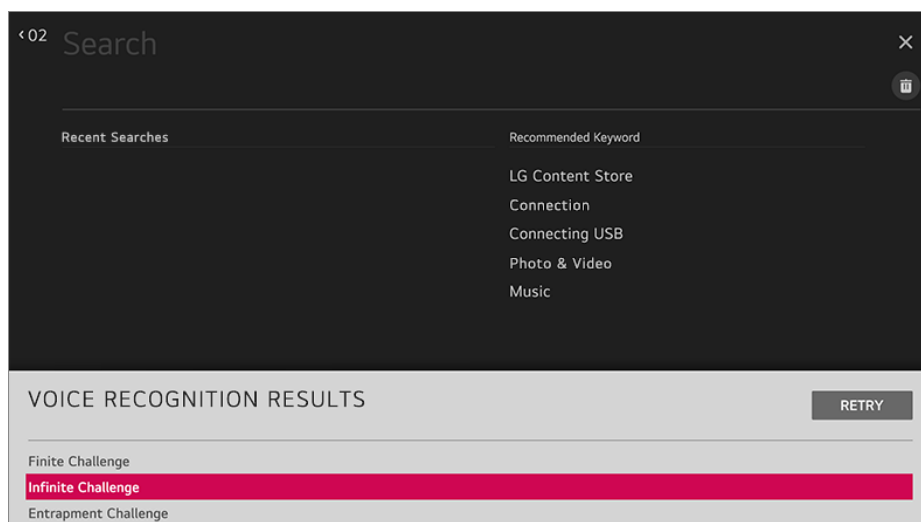 ‹02
Search
Recent Searches
Recommended Keyword
LG Content Store
Connection
Connecting USB
Photo & Video
Music
VOICE RECOGNITION RESULTS
RETRY
Finite Challenge
Infinite Challenge
Entrapment Challenge